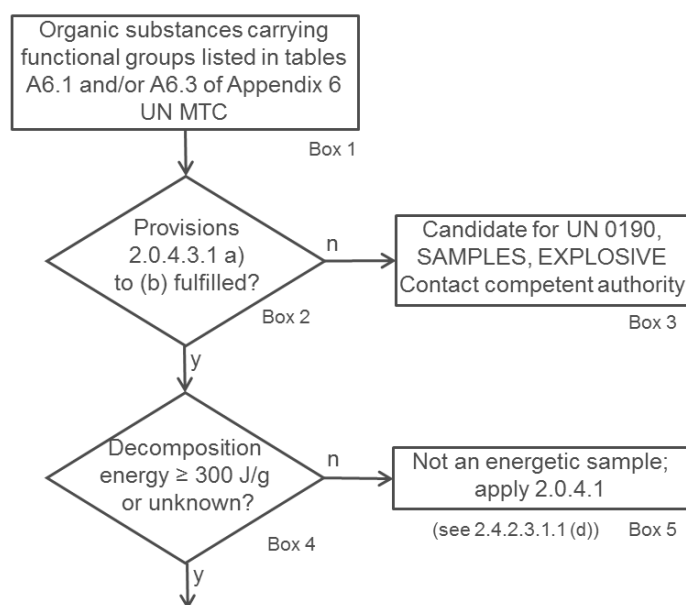 Organic substances carrying
functional groups listed in tables
A6.1 and/or A6.3 of Appendix 6
UN MTC
Box 1
Provisions
2.0.4.3.1 a)
to (b) fulfilled?
Box 2
n
Candidate for UN 0190,
SAMPLES, EXPLOSIVE
Contact competent authority
Box 3
y
Decomposition
energy ≥ 300 J/g
or unknown?
Box 4
n
Not an energetic sample;
apply 2.0.4.1
(see 2.4.2.3.1.1 (d))
Box 5
y